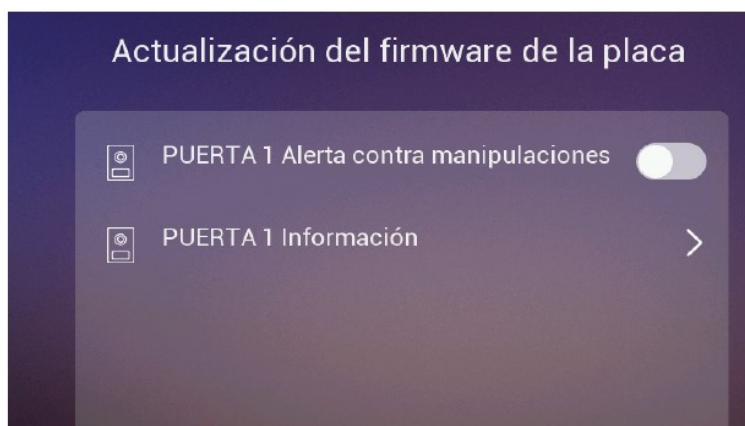 Actualización del firmware de la placa
PUERTA 1 Alerta contra manipulaciones
PUERTA 1 Información